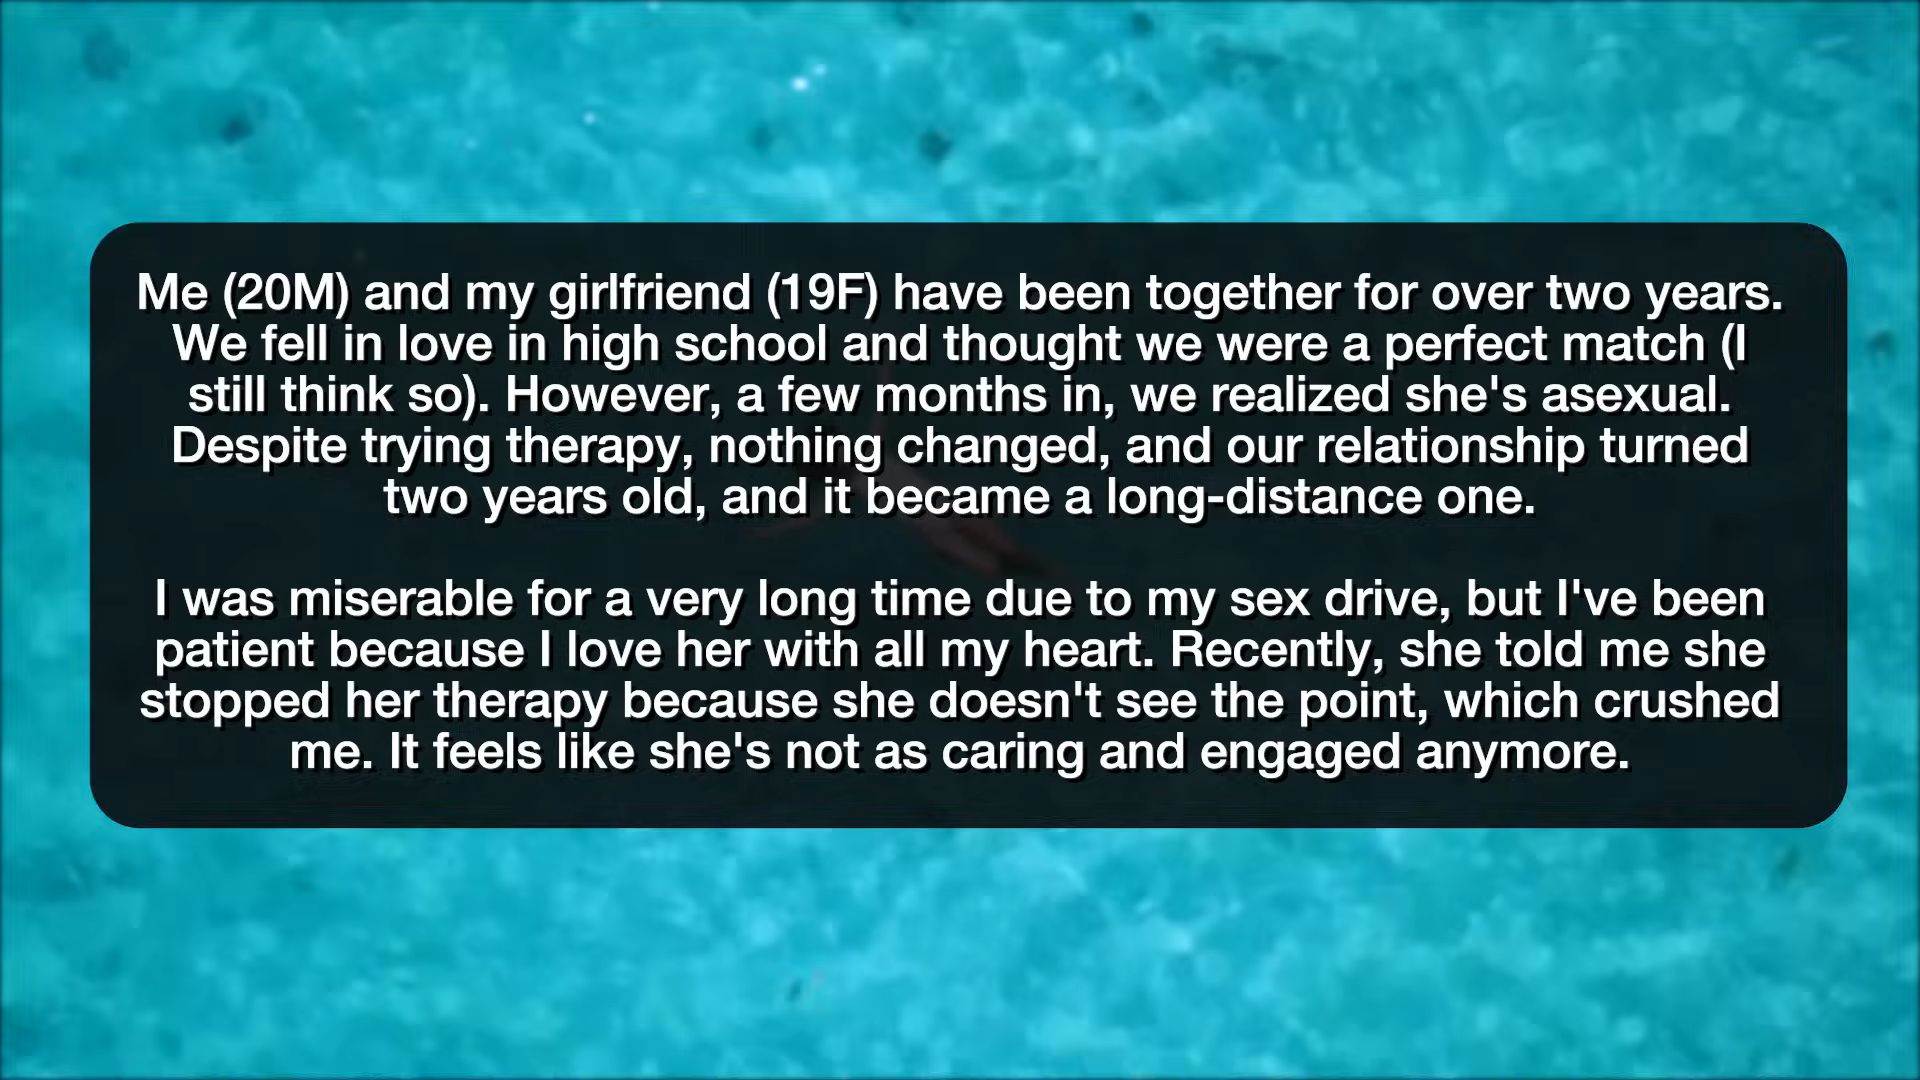 Me (20M) and my girlfriend (19F) have been together for over two years.
We fell in love in high school and thought we were a perfect match (I
still think so). However, a few months in, we realized she's asexual.
Despite trying therapy, nothing changed, and our relationship turned
two years old, and it became a long-distance one.
I was miserable for a very long time due to my sex drive, but I've been
patient because I love her with all my heart. Recently, she told me she
stopped her therapy because she doesn't see the point, which crushed
me. It feels like she's not as caring and engaged anymore.